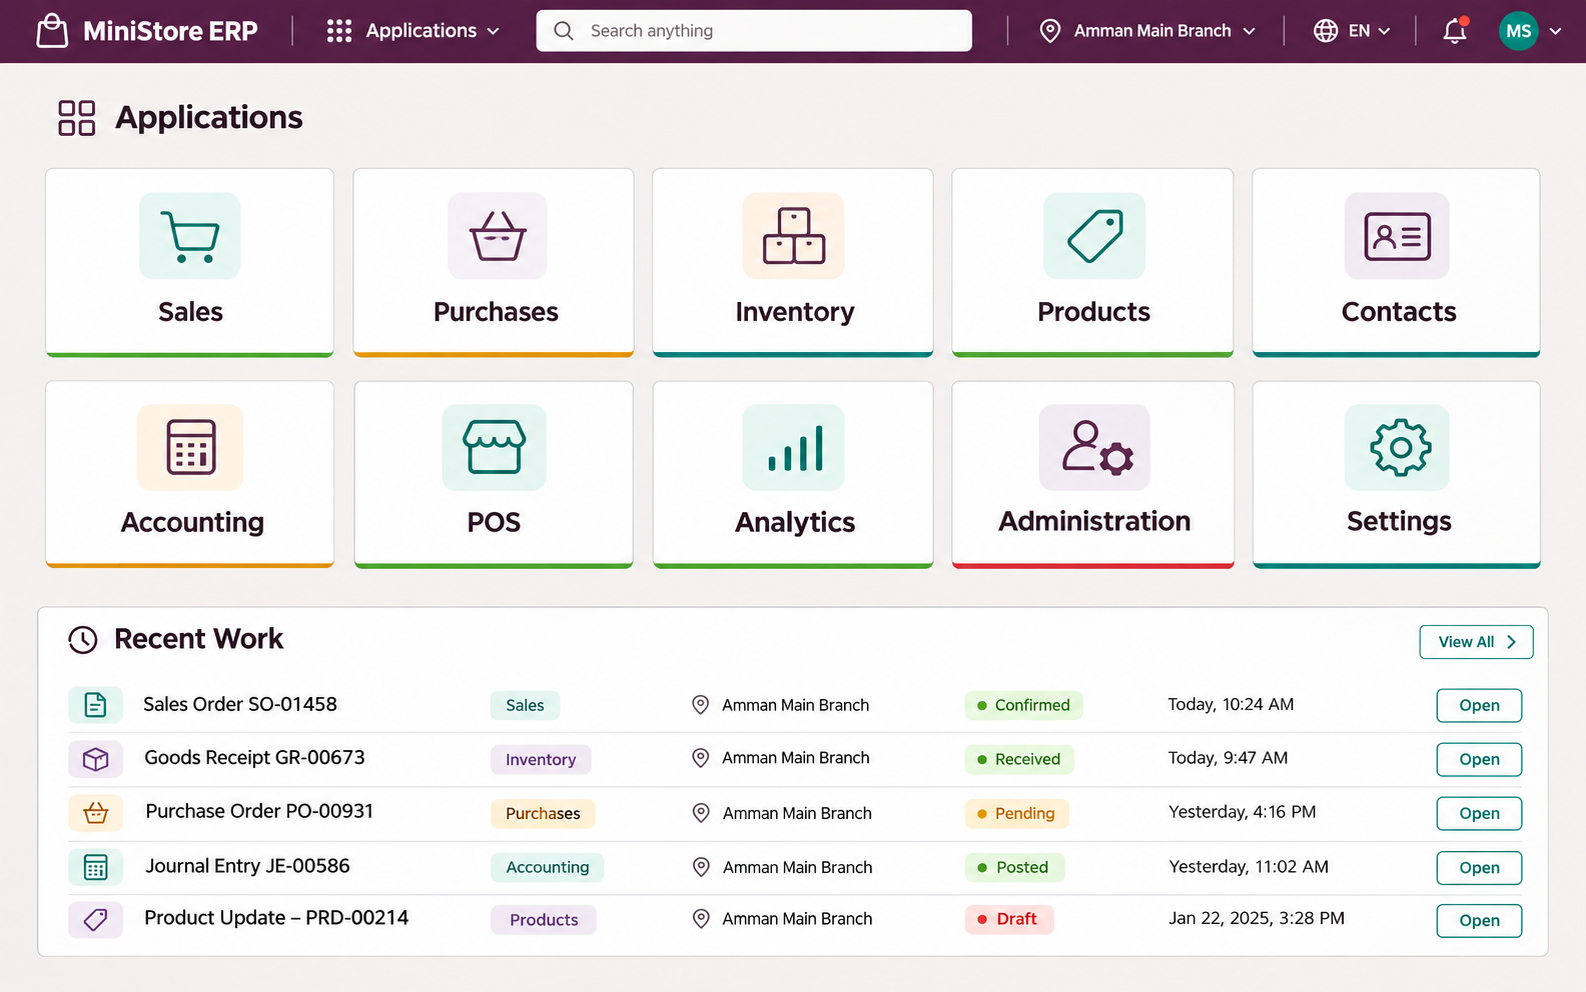 MiniStore ERP
Applications
Search anything
Amman Main Branch
EN
MS
Applications
Sales
Purchases
Inventory
Products
Contacts
Accounting
POS
Analytics
Administration
Settings
Recent Work
View All
Sales Order SO-01458 Sales Amman Main Branch Confirmed Today, 10:24 AM Open
Goods Receipt GR-00673 Inventory Amman Main Branch Received Today, 9:47 AM Open
Purchase Order PO-00931 Purchases Amman Main Branch Pending Yesterday, 4:16 PM Open
Journal Entry JE-00586 Accounting Amman Main Branch Posted Yesterday, 11:02 AM Open
Product Update – PRD-00214 Products Amman Main Branch Draft Jan 22, 2025, 3:28 PM Open